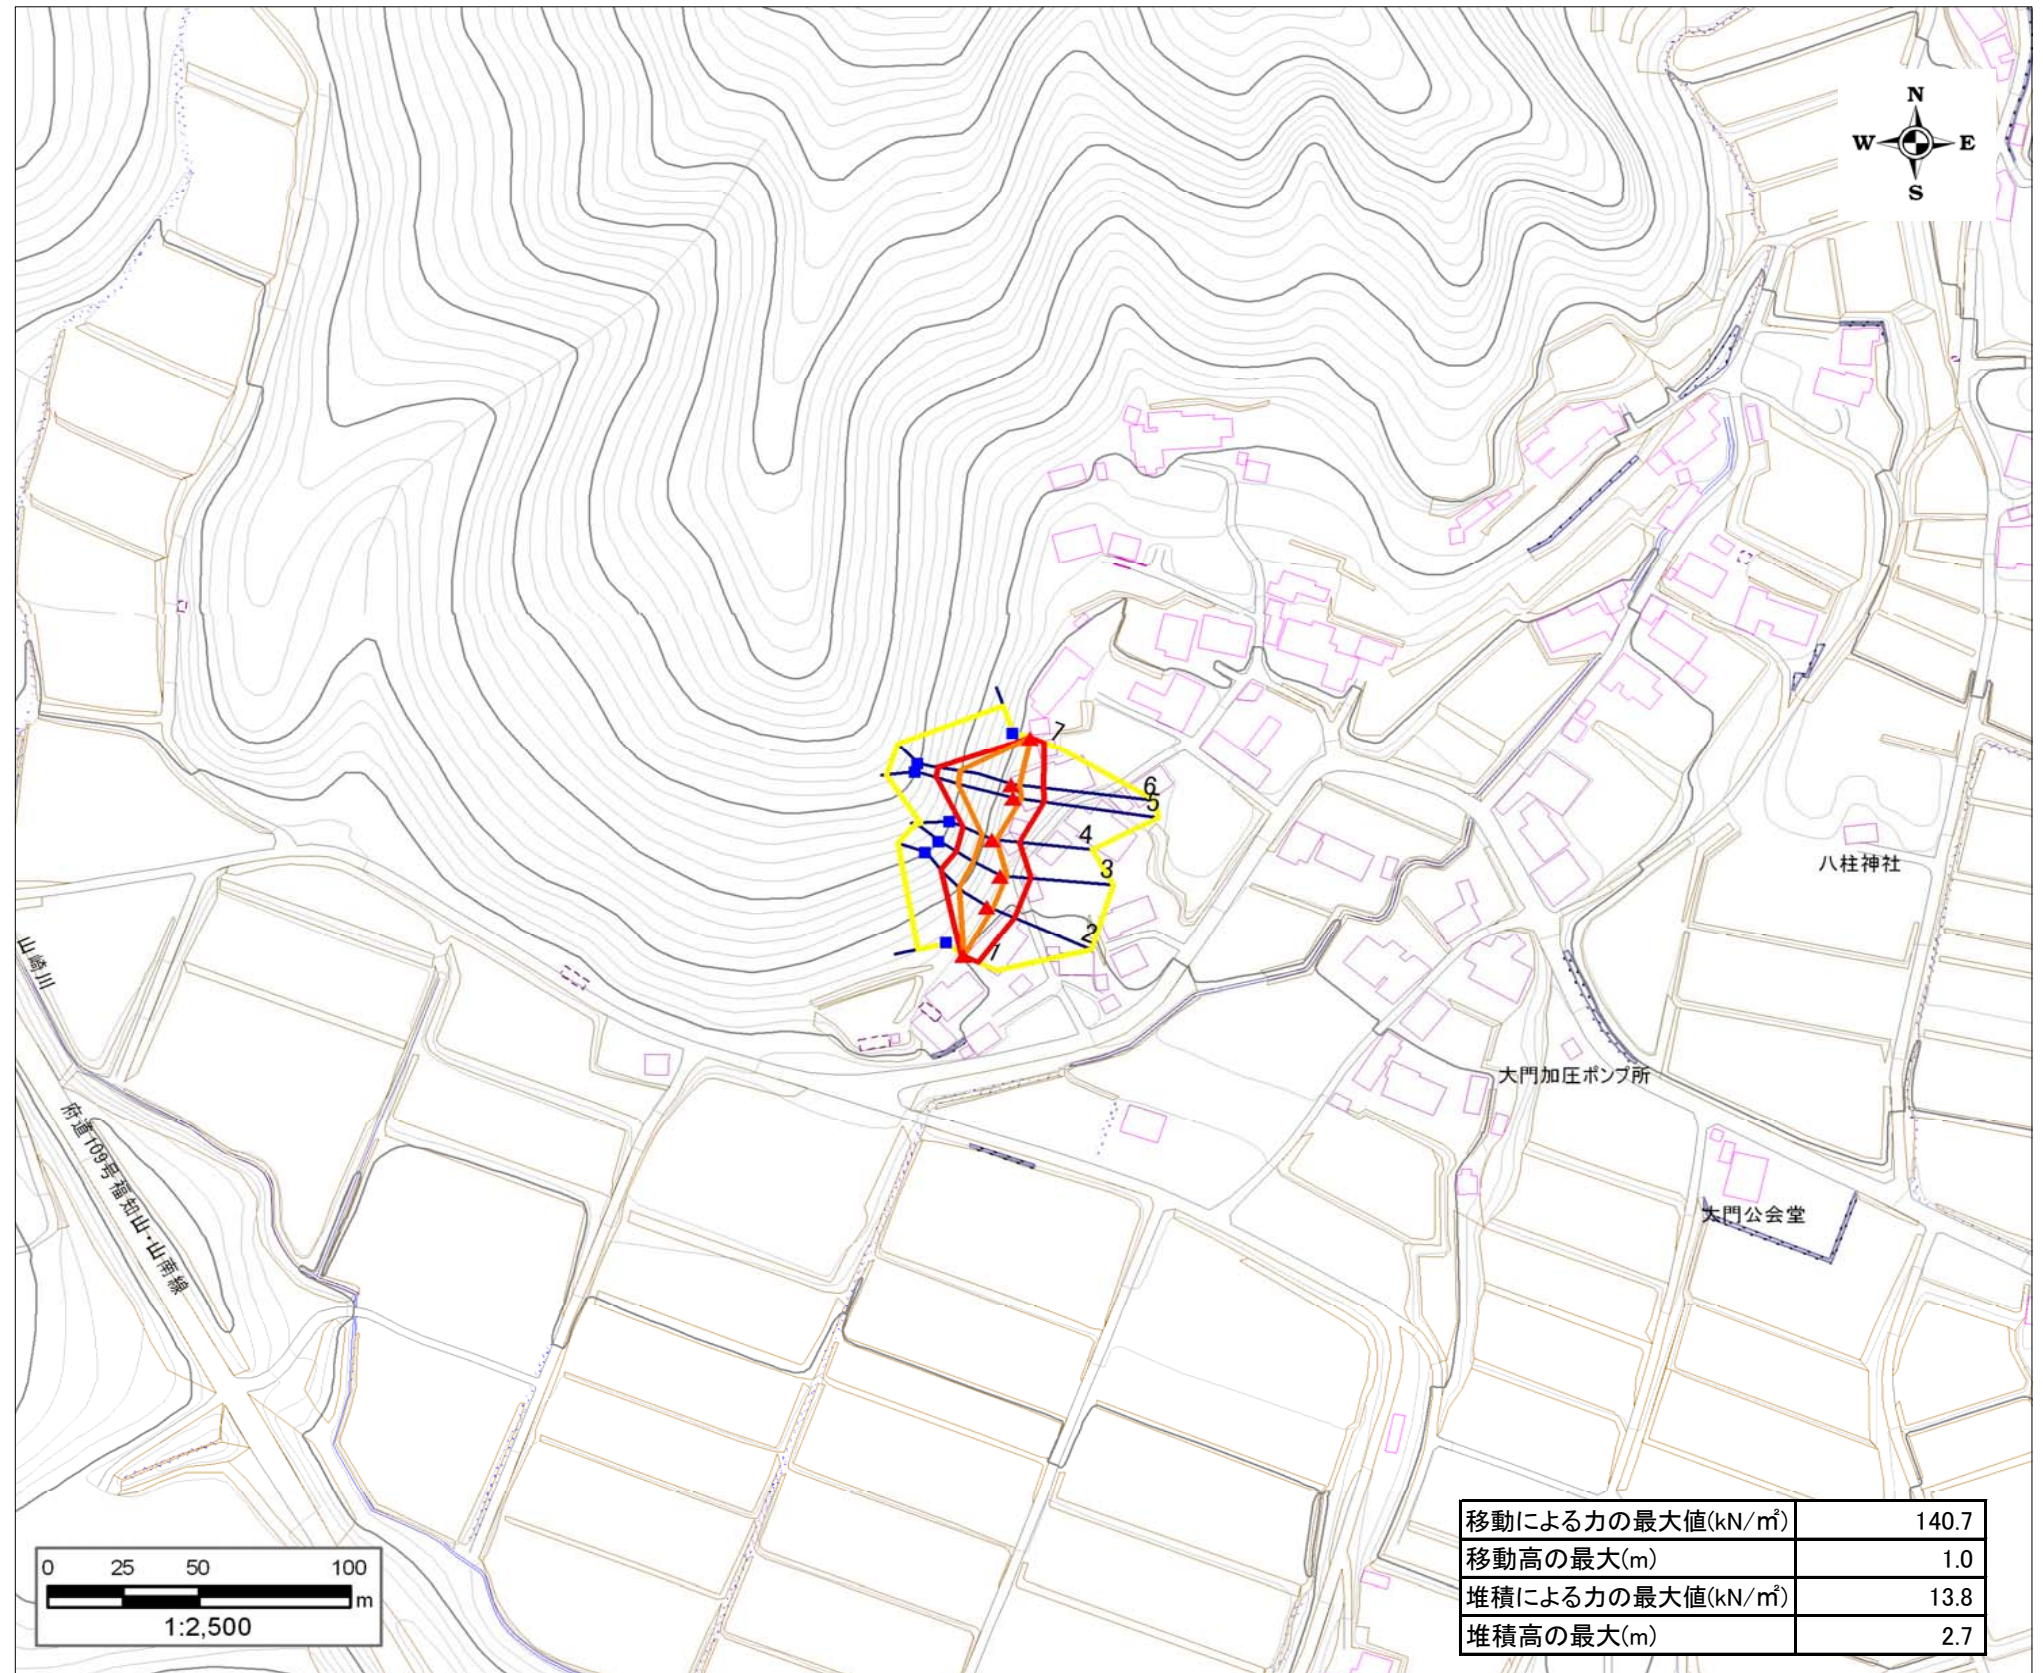 N
W E
S
7
6
5
4
3
2
1
八柱神社
山崎川
大門加圧ポンプ所
府道109号福知山・山南線
大門公会堂
移動による力の最大値(kN/㎡) 140.7
移動高の最大(m) 1.0
堆積による力の最大値(kN/㎡) 13.8
堆積高の最大(m) 2.7
0 25 50 100
m
1:2,500